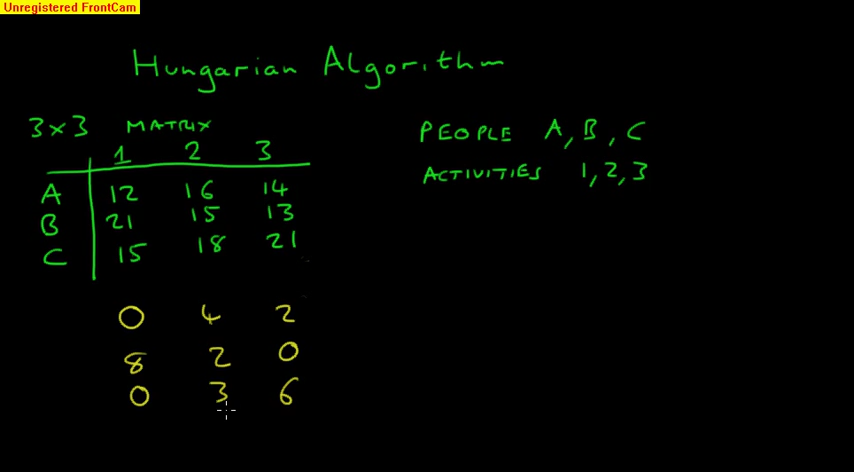 Unregistered FrontCam
Hungarian Algorithm
3×3 MATRIX
1 2 3
A 12 16 14
B 21 15 13
C 15 18 21
PEOPLE A, B, C
ACTIVITIES 1, 2, 3
0 4 2
8 2 0
0 3 6